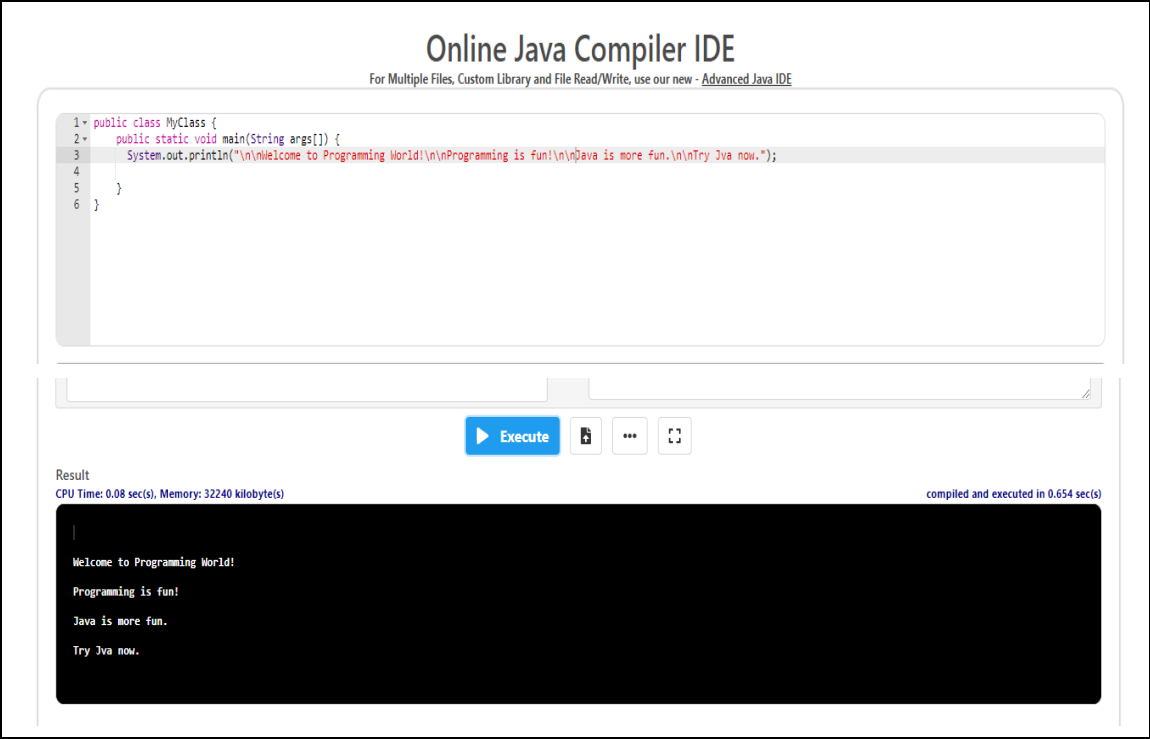 Online Java Compiler IDE
For Multiple Files, Custom Library and File Read/Write, use our new - Advanced Java IDE
1 public class MyClass {
2 public static void main(String args[]) {
3 System.out.println("\n\nWelcome to Programming World!\n\nProgramming is fun!\n\nJava is more fun.\n\nTry Jva now.");
4
5 }
6 }
Execute
Result
CPU Time: 0.08 sec(s), Memory: 32240 kilobyte(s) compiled and executed in 0.654 sec(s)
Welcome to Programming World!
Programming is fun!
Java is more fun.
Try Jva now.